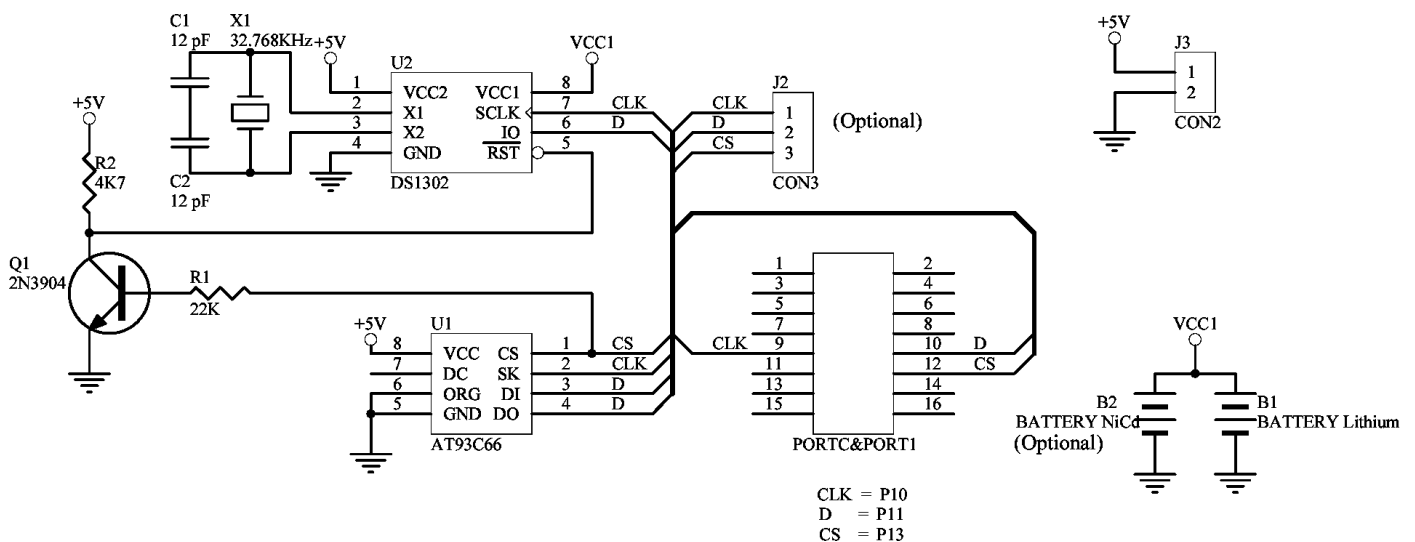 C1
12 pF
X1
32.768KHz
+5V
U2
VCC1
1 VCC2 VCC1 8
2 X1 SCLK 7 CLK
3 X2 IO 6 D
4 GND RST 5
DS1302
C2
12 pF
J2
CLK 1
D 2
CS 3
CON3
(Optional)
+5V
J3
1
2
CON2
+5V
R2
4K7
Q1
2N3904
R1
22K
+5V
U1
8 VCC CS 1 CS
7 DC SK 2 CLK
6 ORG DI 3 D
5 GND DO 4 D
AT93C66
1 2
3 4
5 6
7 8
CLK 9 10 D
11 12 CS
13 14
15 16
PORTC&PORT1
CLK = P10
D = P11
CS = P13
VCC1
B2
BATTERY NiCd
(Optional)
B1
BATTERY Lithium